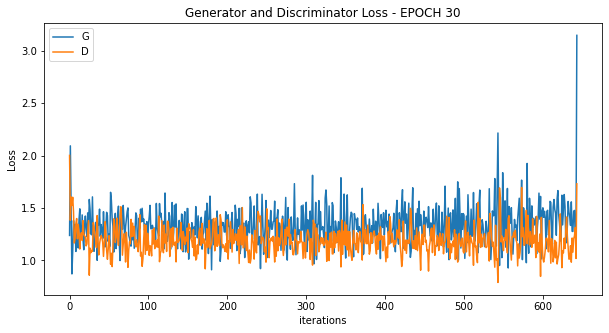 Generator and Discriminator Loss - EPOCH 30
G
D
Loss
3.0
2.5
2.0
1.5
1.0
0 100 200 300 400 500 600
iterations